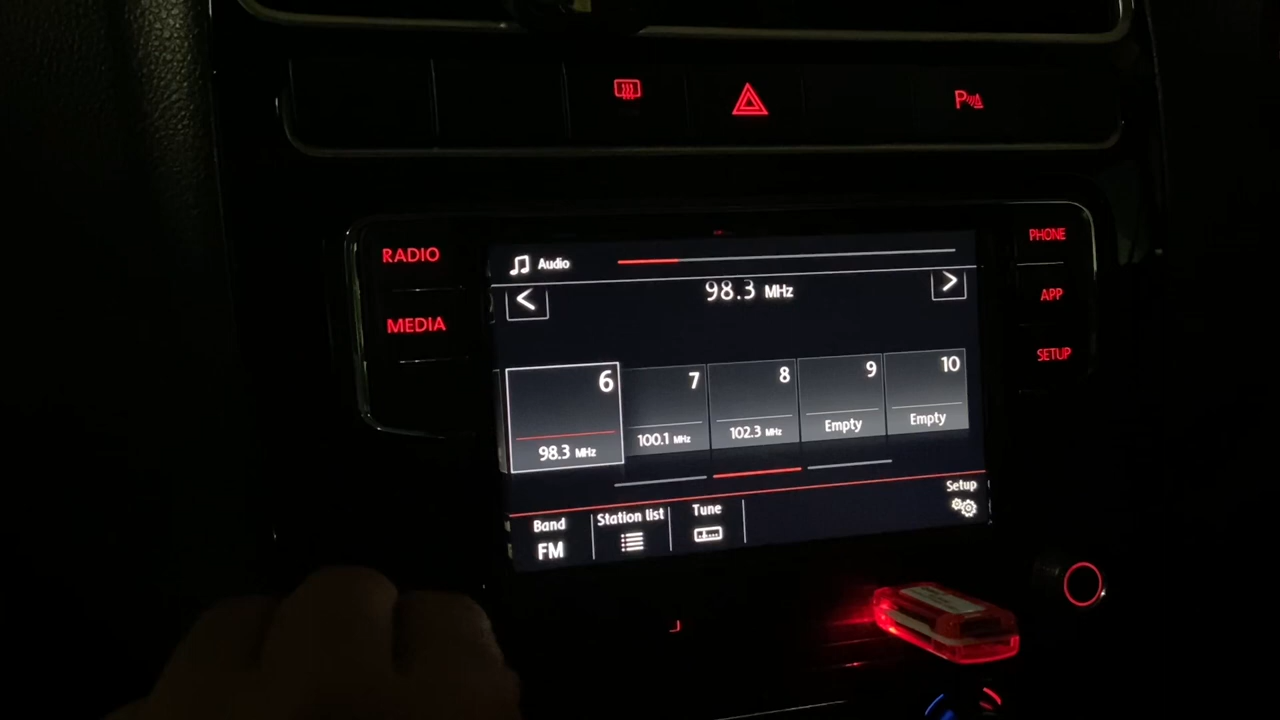 P
RADIO
MEDIA
PHONE
APP
SETUP
Audio
<
98.3 MHz
>
6
98.3 MHz
7
100.1 MHz
8
102.3 MHz
9
Empty
10
Empty
Band
FM
Station list
Tune
Setup